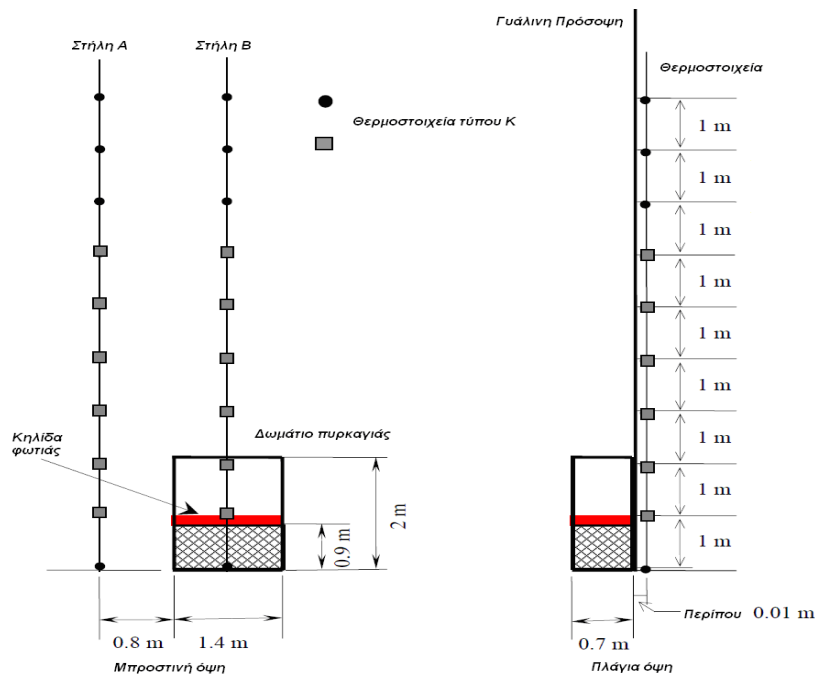 Γυάλινη Πρόσοψη
Στήλη Α
Στήλη Β
Θερμοστοιχεία
Θερμοστοιχεία τύπου Κ
1 m
1 m
1 m
1 m
1 m
1 m
1 m
1 m
1 m
Κηλίδα
φωτιάς
Δωμάτιο πυρκαγιάς
2 m
0.9 m
0.8 m
1.4 m
0.7 m
Περίπου 0.01 m
Μπροστινή όψη
Πλάγια όψη